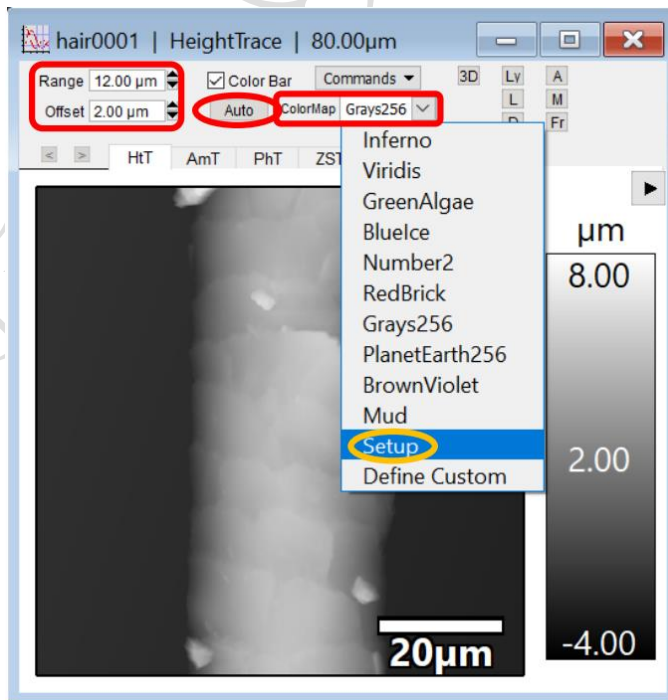 hair0001 | HeightTrace | 80.00µm
Range 12.00 µm Color Bar Commands 3D Ly A
Offset 2.00 µm Auto ColorMap Grays256 L M
Fr
< > HtT AmT PhT
Inferno
Viridis
GreenAlgae
BlueIce
Number2
RedBrick
Grays256
PlanetEarth256
BrownViolet
Mud
Setup
Define Custom
µm
8.00
2.00
-4.00
20µm